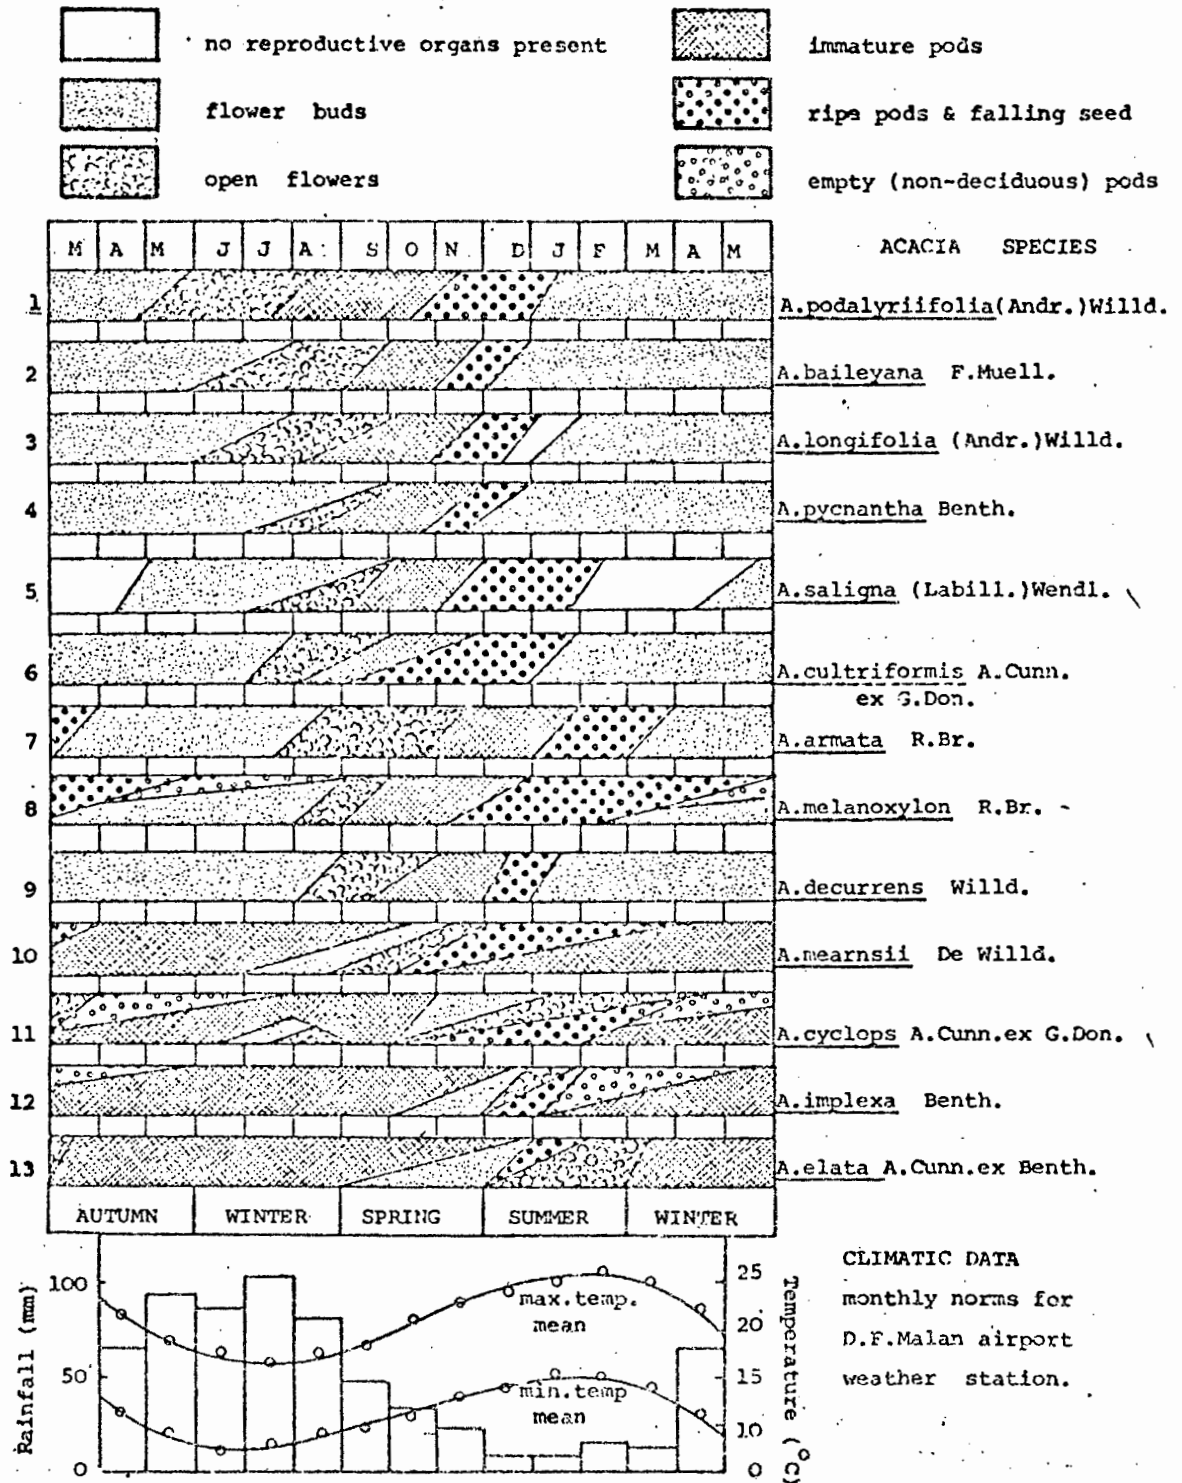 no reproductive organs present
flower buds
open flowers
immature pods
ripe pods & falling seed
empty (non-deciduous) pods
M A M J J A S O N D J F M A M
ACACIA SPECIES
1 A.podalyriifolia(Andr.)Willd.
2 A.baileyana F.Muell.
3 A.longifolia (Andr.)Willd.
4 A.pycnantha Benth.
5 A.saligna (Labill.)Wendl.
6 A.cultriformis A.Cunn.
ex G.Don.
7 A.armata R.Br.
8 A.melanoxylon R.Br.
9 A.decurrens Willd.
10 A.mearnsii De Willd.
11 A.cyclops A.Cunn.ex G.Don.
12 A.implexa Benth.
13 A.elata A.Cunn.ex Benth.
AUTUMN WINTER SPRING SUMMER WINTER
Rainfall (mm)
100
50
0
max.temp.
mean
min.temp
mean
25
20
15
10
0
Temperature (°C)
CLIMATIC DATA
monthly norms for
D.F.Malan airport
weather station.